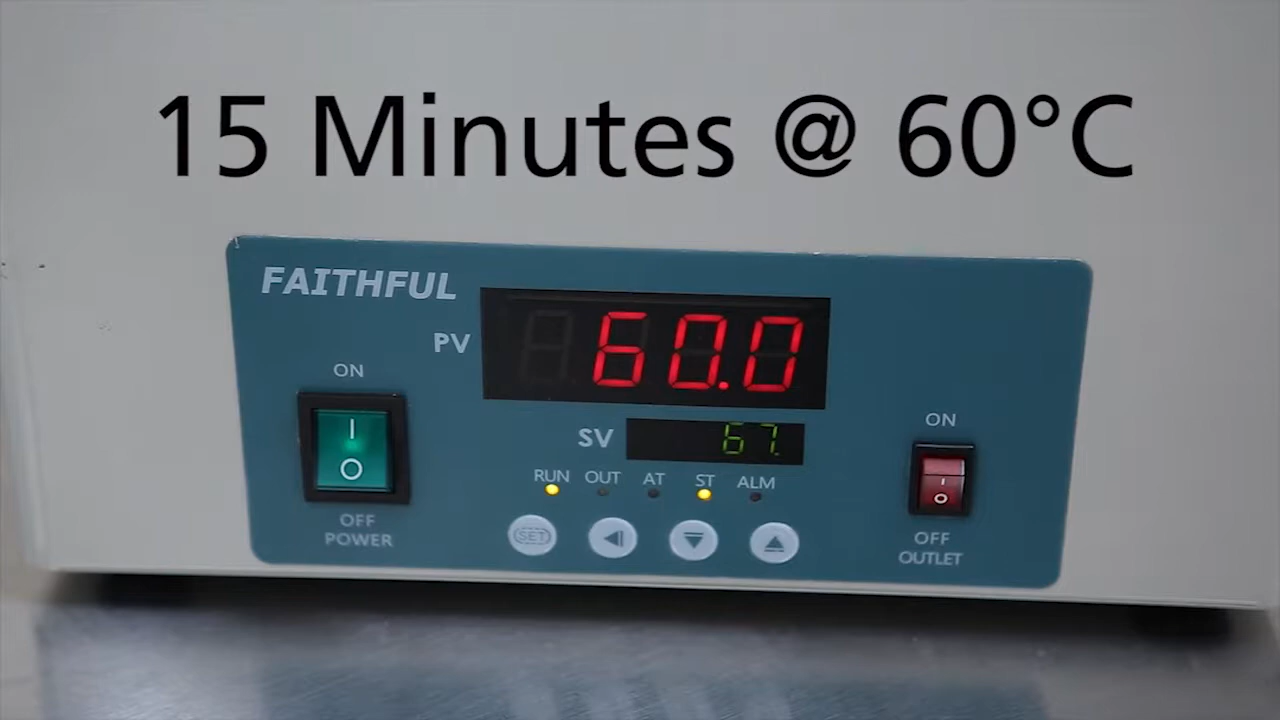 15 Minutes @ 60°C
FAITHFUL
PV 60.0
ON
SV 67.
ON
RUN OUT AT ST ALM
SET
OFF
POWER
OFF
OUTLET